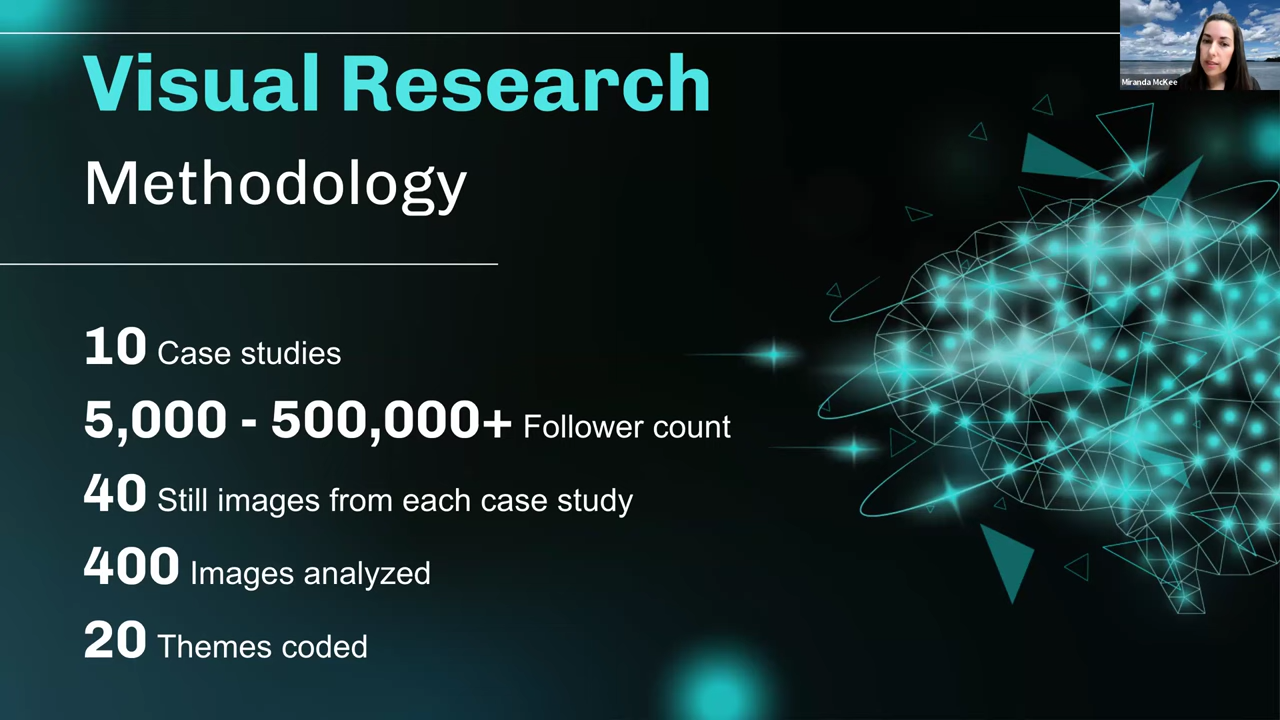 Visual Research
Methodology
10 Case studies
5,000 - 500,000+ Follower count
40 Still images from each case study
400 Images analyzed
20 Themes coded
Miranda McKee